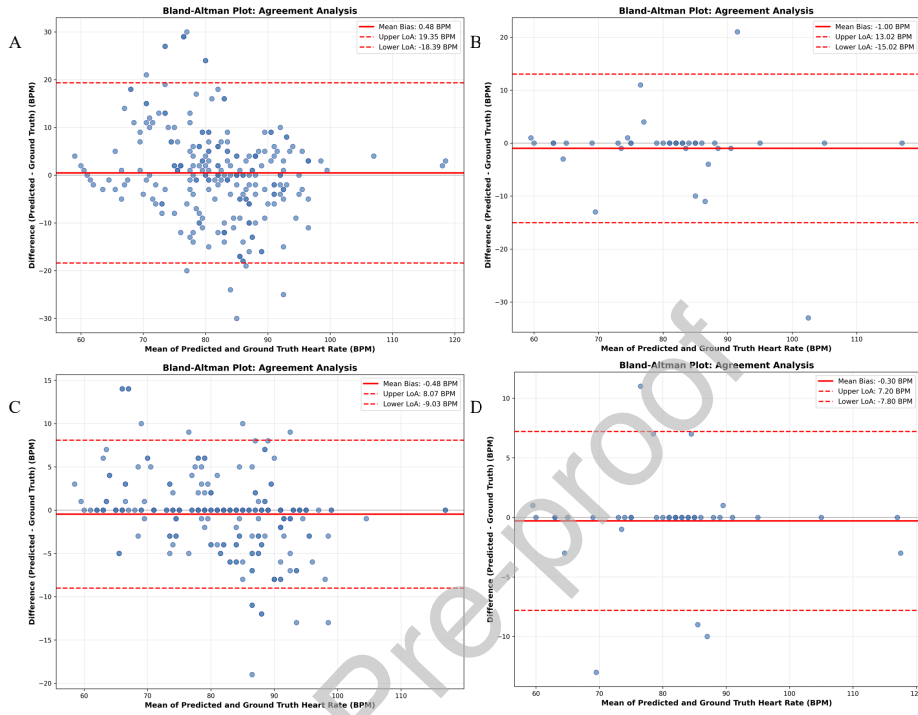 A
Bland-Altman Plot: Agreement Analysis
Mean Bias: 0.48 BPM
Upper LoA: 19.35 BPM
Lower LoA: -18.39 BPM
Difference (Predicted - Ground Truth) (BPM)
30
20
10
0
−10
−20
−30
60 70 80 90 100 110 120
Mean of Predicted and Ground Truth Heart Rate (BPM)
B
Bland-Altman Plot: Agreement Analysis
Mean Bias: -1.00 BPM
Upper LoA: 13.02 BPM
Lower LoA: -15.02 BPM
Difference (Predicted - Ground Truth) (BPM)
20
10
0
−10
−20
−30
60 70 80 90 100 110
Mean of Predicted and Ground Truth Heart Rate (BPM)
C
Bland-Altman Plot: Agreement Analysis
Mean Bias: -0.48 BPM
Upper LoA: 8.07 BPM
Lower LoA: -9.03 BPM
Difference (Predicted - Ground Truth) (BPM)
15
10
5
0
−5
−10
−15
−20
60 70 80 90 100 110
Mean of Predicted and Ground Truth Heart Rate (BPM)
D
Bland-Altman Plot: Agreement Analysis
Mean Bias: -0.30 BPM
Upper LoA: 7.20 BPM
Lower LoA: -7.80 BPM
Difference (Predicted - Ground Truth) (BPM)
10
5
0
−5
−10
60 70 80 90 100 110 120
Mean of Predicted and Ground Truth Heart Rate (BPM)
Pre-proof